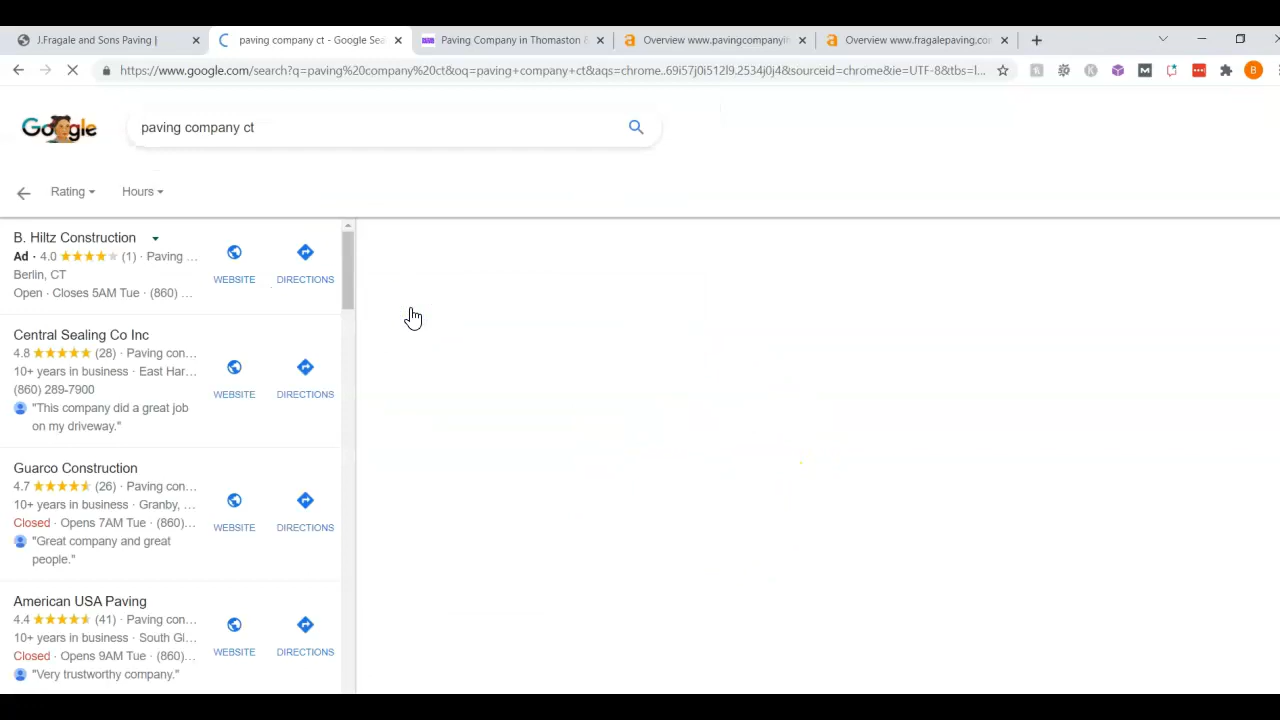 J.Fragale and Sons Paving |
paving company ct - Google Sea
Paving Company in Thomaston &
Overview www.pavingcompanyin
Overview www.fragalepaving.con
https://www.google.com/search?q=paving%20company%20ct&oq=paving+company+ct&aqs=chrome..69i57j0i512l9.2534j0j4&sourceid=chrome&ie=UTF-8&tbs=l...
B
Google
paving company ct
Rating
Hours
B. Hiltz Construction
Ad · 4.0 (1) · Paving ...
Berlin, CT
Open · Closes 5AM Tue · (860) ...
WEBSITE
DIRECTIONS
Central Sealing Co Inc
4.8 (28) · Paving con...
10+ years in business · East Har...
(860) 289-7900
"This company did a great job
on my driveway."
WEBSITE
DIRECTIONS
Guarco Construction
4.7 (26) · Paving con...
10+ years in business · Granby, ...
Closed · Opens 7AM Tue · (860)...
"Great company and great
people."
WEBSITE
DIRECTIONS
American USA Paving
4.4 (41) · Paving con...
10+ years in business · South Gl...
Closed · Opens 9AM Tue · (860)...
"Very trustworthy company."
WEBSITE
DIRECTIONS